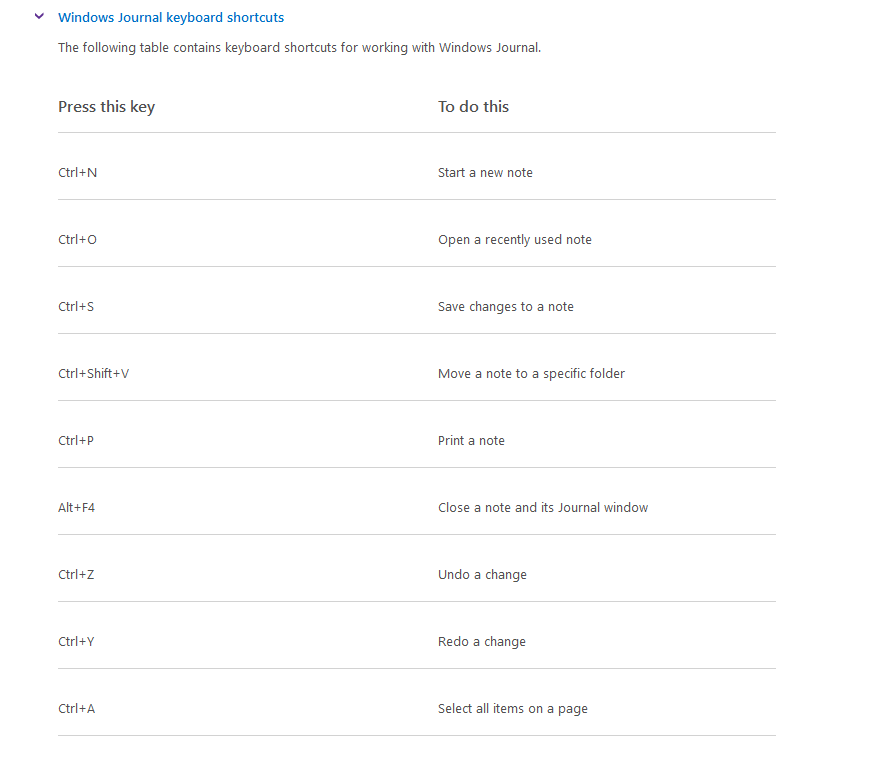 Windows Journal keyboard shortcuts
The following table contains keyboard shortcuts for working with Windows Journal.
Press this key To do this
Ctrl+N Start a new note
Ctrl+O Open a recently used note
Ctrl+S Save changes to a note
Ctrl+Shift+V Move a note to a specific folder
Ctrl+P Print a note
Alt+F4 Close a note and its Journal window
Ctrl+Z Undo a change
Ctrl+Y Redo a change
Ctrl+A Select all items on a page